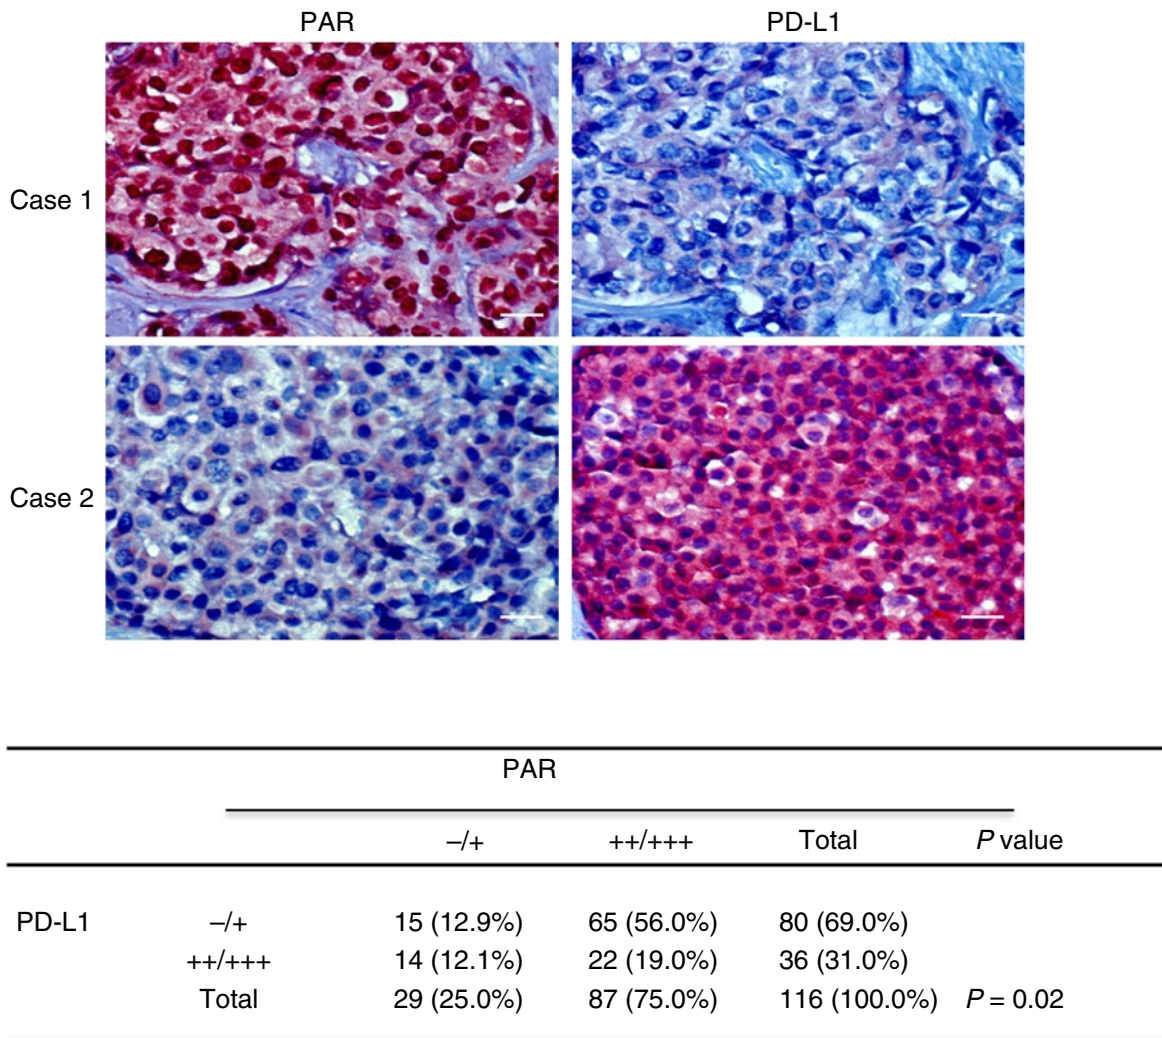 PAR PD-L1
Case 1
Case 2
PAR
–/+ ++/+++ Total P value
PD-L1 –/+ 15 (12.9%) 65 (56.0%) 80 (69.0%)
++/+++ 14 (12.1%) 22 (19.0%) 36 (31.0%)
Total 29 (25.0%) 87 (75.0%) 116 (100.0%) P = 0.02